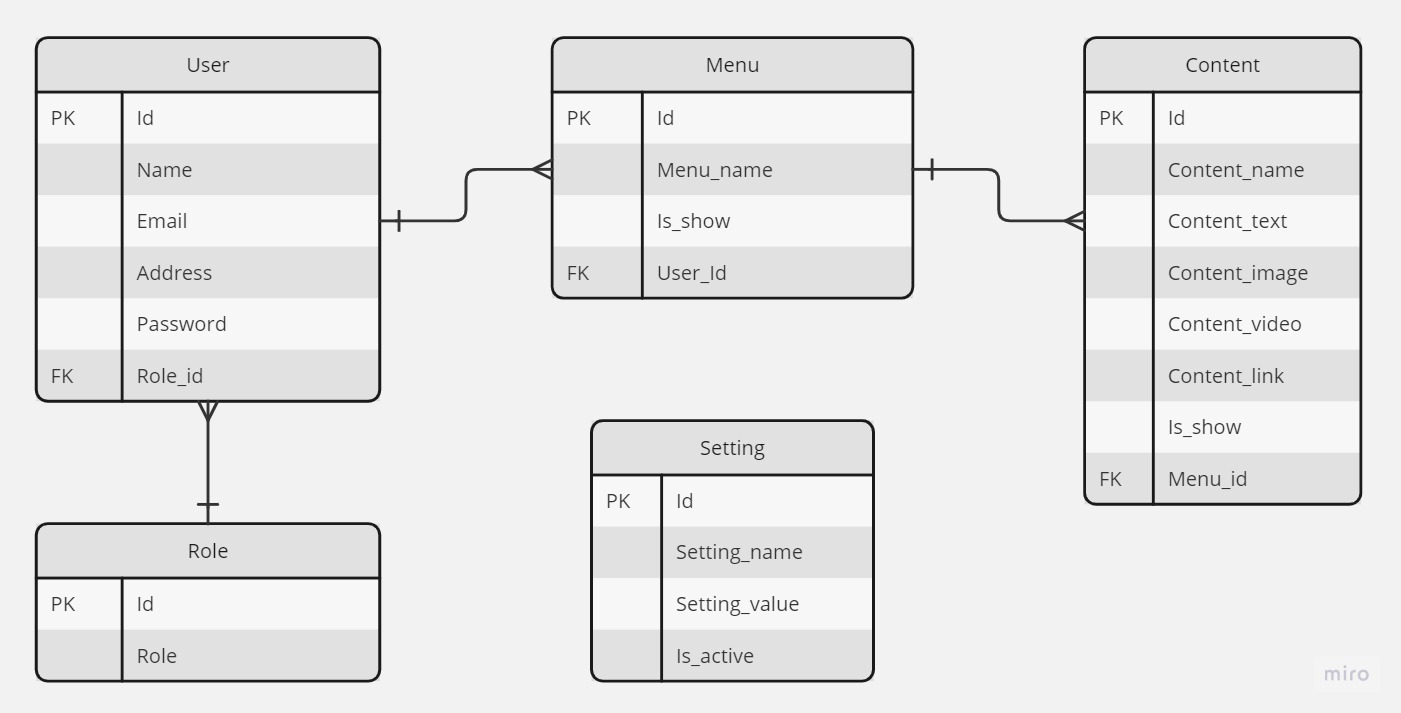 User
PK Id
Name
Email
Address
Password
FK Role_id
Menu
PK Id
Menu_name
Is_show
FK User_Id
Content
PK Id
Content_name
Content_text
Content_image
Content_video
Content_link
Is_show
FK Menu_id
Role
PK Id
Role
Setting
PK Id
Setting_name
Setting_value
Is_active
miro